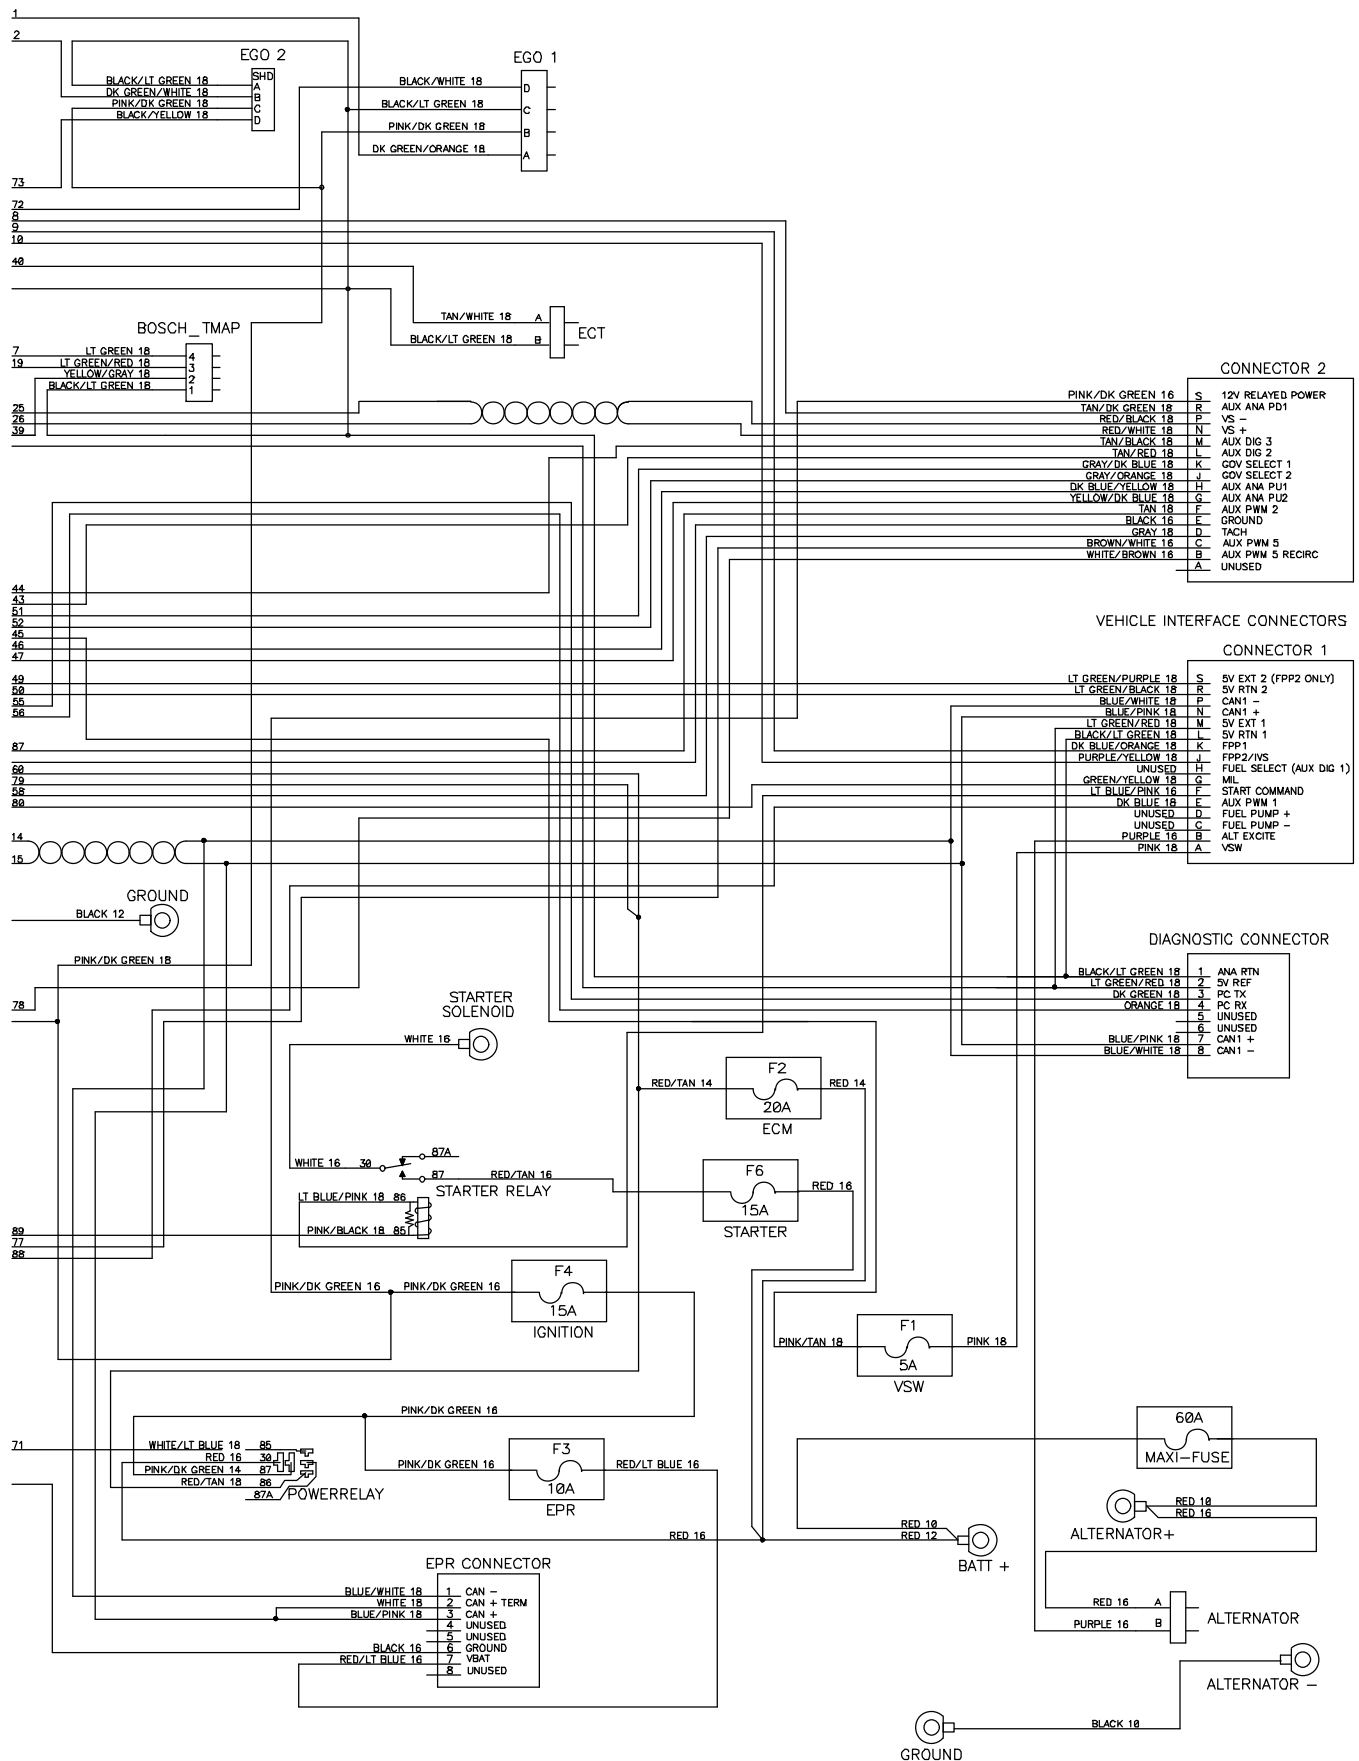 1
2
EGO 2
SHD
BLACK/LT GREEN 18 A
DK GREEN/WHITE 18 B
PINK/DK GREEN 18 C
BLACK/YELLOW 18 D
EGO 1
BLACK/WHITE 18 D
BLACK/LT GREEN 18 C
PINK/DK GREEN 18 B
DK GREEN/ORANGE 18 A
73
72
8
9
10
40
TAN/WHITE 18 A
BLACK/LT GREEN 18 B
ECT
BOSCH_TMAP
7 LT GREEN 18 4
19 LT GREEN/RED 18 3
YELLOW/GRAY 18 2
BLACK/LT GREEN 18 1
25
26
39
CONNECTOR 2
PINK/DK GREEN 16 S 12V RELAYED POWER
TAN/DK GREEN 18 R AUX ANA PD1
RED/BLACK 18 P VS -
RED/WHITE 18 N VS +
TAN/BLACK 18 M AUX DIG 3
TAN/RED 18 L AUX DIG 2
GRAY/DK BLUE 18 K GOV SELECT 1
GRAY/ORANGE 18 J GOV SELECT 2
DK BLUE/YELLOW 18 H AUX ANA PU1
YELLOW/DK BLUE 18 G AUX ANA PU2
TAN 18 F AUX PWM 2
BLACK 16 E GROUND
GRAY 18 D TACH
BROWN/WHITE 16 C AUX PWM 5
WHITE/BROWN 16 B AUX PWM 5 RECIRC
A UNUSED
44
43
51
52
45
46
47
49
50
55
56
87
60
79
58
80
14
15
VEHICLE INTERFACE CONNECTORS
CONNECTOR 1
LT GREEN/PURPLE 18 S 5V EXT 2 (FPP2 ONLY)
LT GREEN/BLACK 18 R 5V RTN 2
BLUE/WHITE 18 P CAN1 -
BLUE/PINK 18 N CAN1 +
LT GREEN/RED 18 M 5V EXT 1
BLACK/LT GREEN 18 L 5V RTN 1
DK BLUE/ORANGE 18 K FPP1
PURPLE/YELLOW 18 J FPP2/IVS
UNUSED H FUEL SELECT (AUX DIG 1)
GREEN/YELLOW 18 G MIL
LT BLUE/PINK 16 F START COMMAND
DK BLUE 18 E AUX PWM 1
UNUSED D FUEL PUMP +
UNUSED C FUEL PUMP -
PURPLE 16 B ALT EXCITE
PINK 18 A VSW
GROUND
BLACK 12
PINK/DK GREEN 18
78
DIAGNOSTIC CONNECTOR
BLACK/LT GREEN 18 1 ANA RTN
LT GREEN/RED 18 2 5V REF
DK GREEN 18 3 PC TX
ORANGE 18 4 PC RX
5 UNUSED
6 UNUSED
BLUE/PINK 18 7 CAN1 +
BLUE/WHITE 18 8 CAN1 -
STARTER
SOLENOID
WHITE 16
RED/TAN 14
F2
20A
ECM
RED 14
WHITE 16 30
87A
87 RED/TAN 16
STARTER RELAY
LT BLUE/PINK 18 86
PINK/BLACK 18 85
F6
15A
STARTER
RED 16
89
77
88
PINK/DK GREEN 16
PINK/DK GREEN 16
F4
15A
IGNITION
PINK/TAN 18
F1
5A
VSW
PINK 18
PINK/DK GREEN 16
71
WHITE/LT BLUE 18 85
RED 16 30
PINK/DK GREEN 14 87
RED/TAN 18 86
87A
POWERRELAY
PINK/DK GREEN 16
F3
10A
EPR
RED/LT BLUE 16
60A
MAXI-FUSE
RED 10
RED 16
ALTERNATOR+
RED 16
RED 10
RED 12
BATT +
EPR CONNECTOR
BLUE/WHITE 18 1 CAN -
WHITE 18 2 CAN + TERM
BLUE/PINK 18 3 CAN +
4 UNUSED
5 UNUSED
BLACK 16 6 GROUND
RED/LT BLUE 16 7 VBAT
8 UNUSED
RED 16 A
PURPLE 16 B
ALTERNATOR
ALTERNATOR -
BLACK 10
GROUND